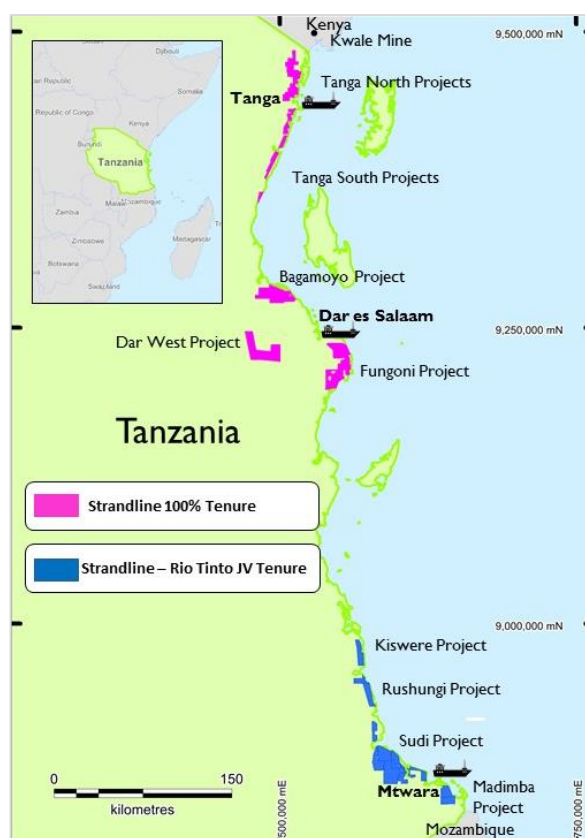 Kenya
Kwale Mine
9,500,000 mN
Tanga North Projects
Tanga
Tanga South Projects
Bagamoyo Project
Dar es Salaam
9,250,000 mN
Dar West Project
Fungoni Project
Tanzania
Strandline 100% Tenure
Strandline – Rio Tinto JV Tenure
9,000,000 mN
Kiswere Project
Rushungi Project
Sudi Project
Mtwara
Madimba
Project
Mozambique
0
150
kilometres
500,000 mE
750,000 mE
Djibouti
Ethiopia
Somalia
Republic of Congo
Kenya
Burundi
Tanzania
Zambia
Malawi
Zimbabwe
Botswana
Madagascar